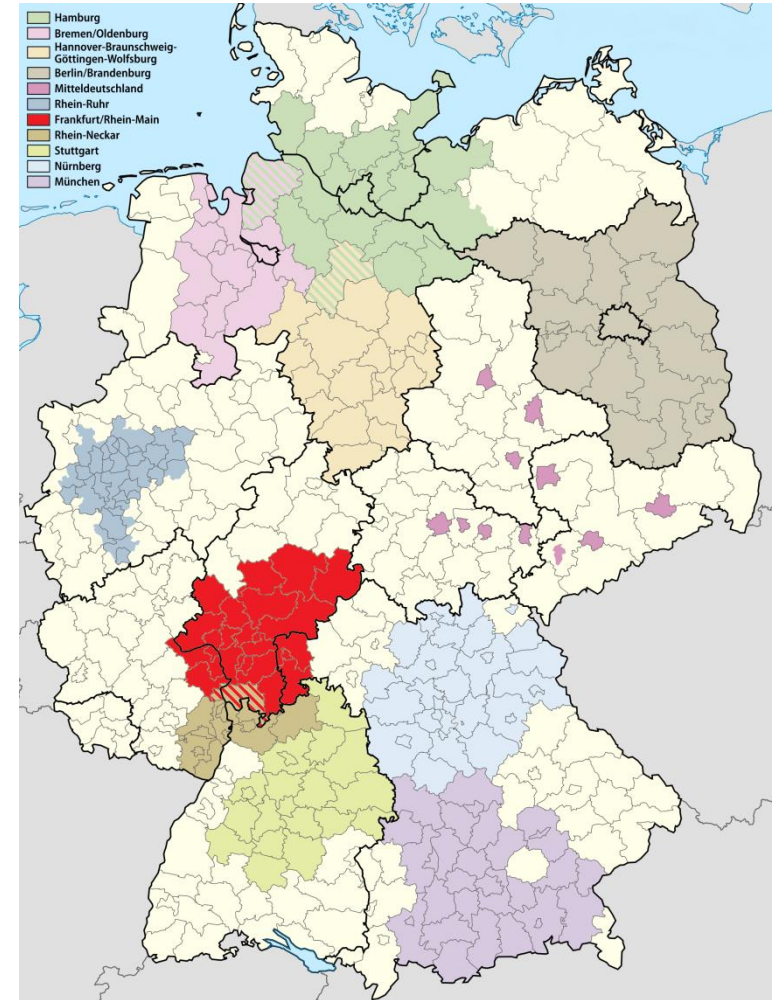 Hamburg
Bremen/Oldenburg
Hannover-Braunschweig-
Göttingen-Wolfsburg
Berlin/Brandenburg
Mitteldeutschland
Rhein-Ruhr
Frankfurt/Rhein-Main
Rhein-Neckar
Stuttgart
Nürnberg
München